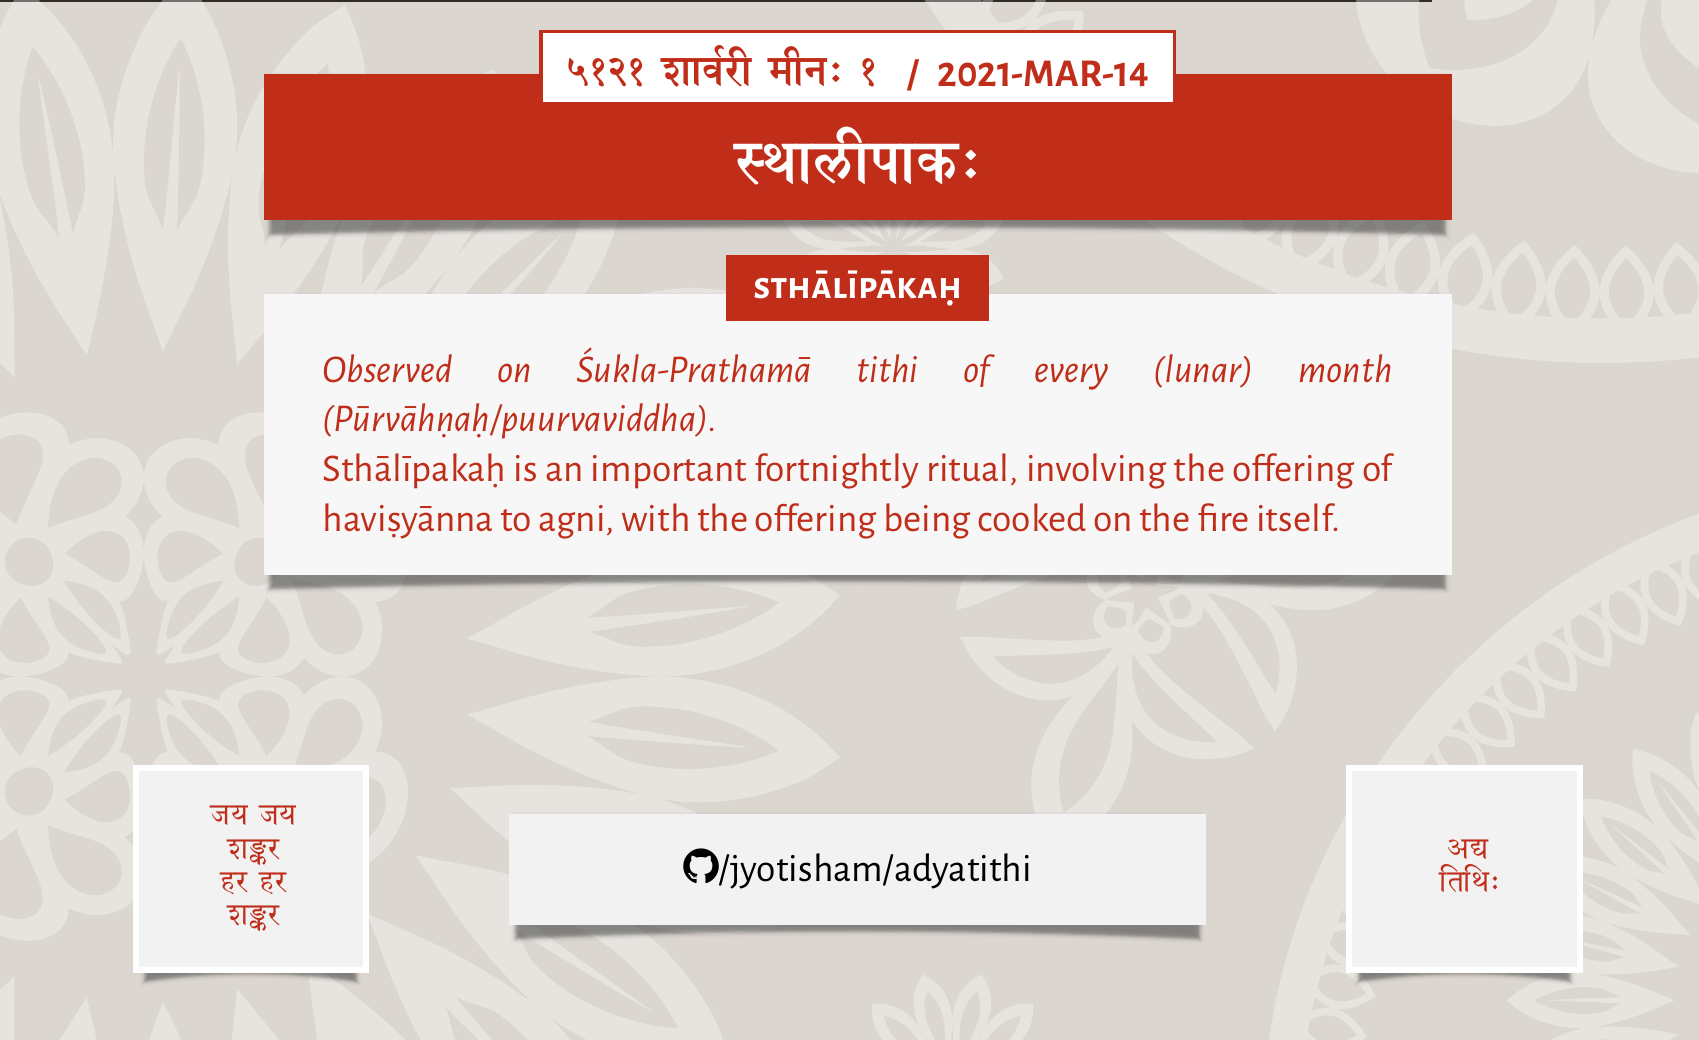 ५१२१ शार्वरी मीनः १ / 2021-MAR-14
स्थालीपाकः
STHĀLĪPĀKAḤ
Observed on Śukla-Prathamā tithi of every (lunar) month
(Pūrvāhṇaḥ/puurvaviddha).
Sthālīpakaḥ is an important fortnightly ritual, involving the offering of
haviṣyānna to agni, with the offering being cooked on the fire itself.
जय जय
शङ्कर
हर हर
शङ्कर
/jyotisham/adyatithi
अद्य
तिथिः